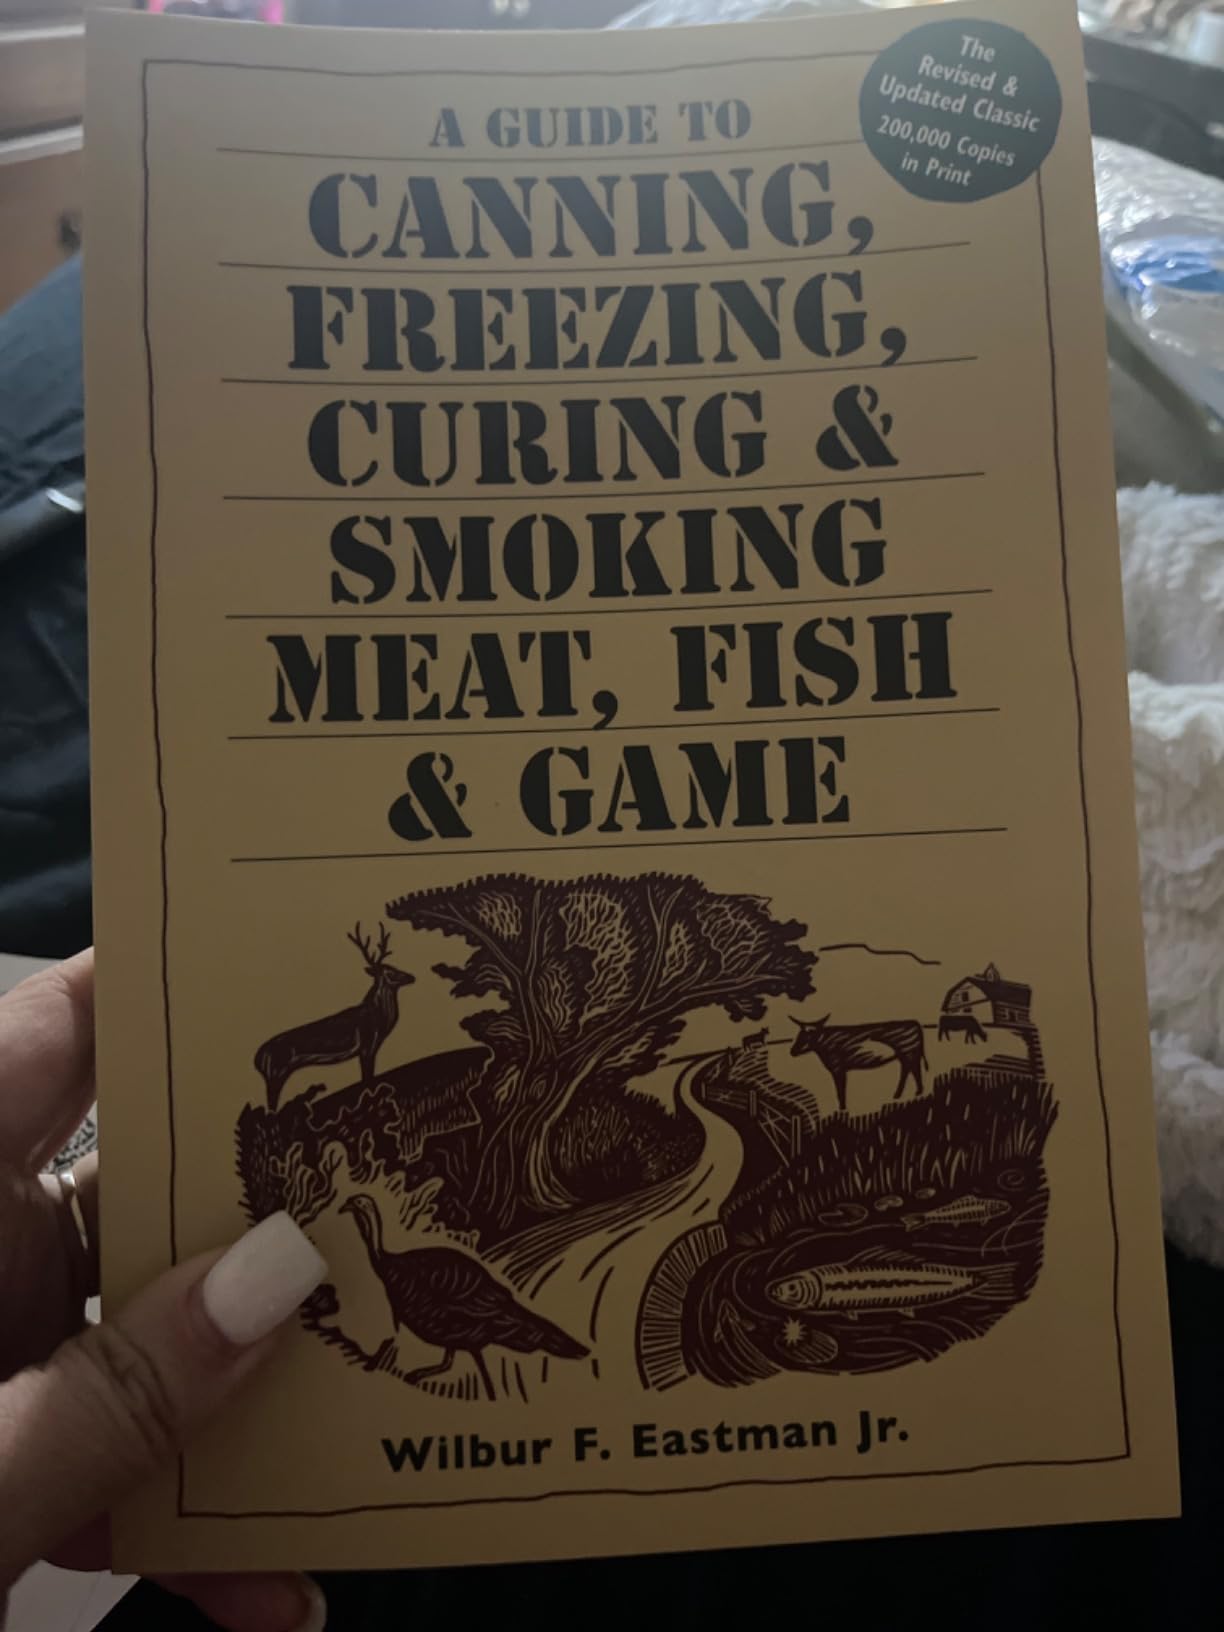 The
Revised &
Updated Classic
200,000 Copies
in Print
A GUIDE TO
CANNING,
FREEZING,
CURING &
SMOKING
MEAT, FISH
& GAME
Wilbur F. Eastman Jr.